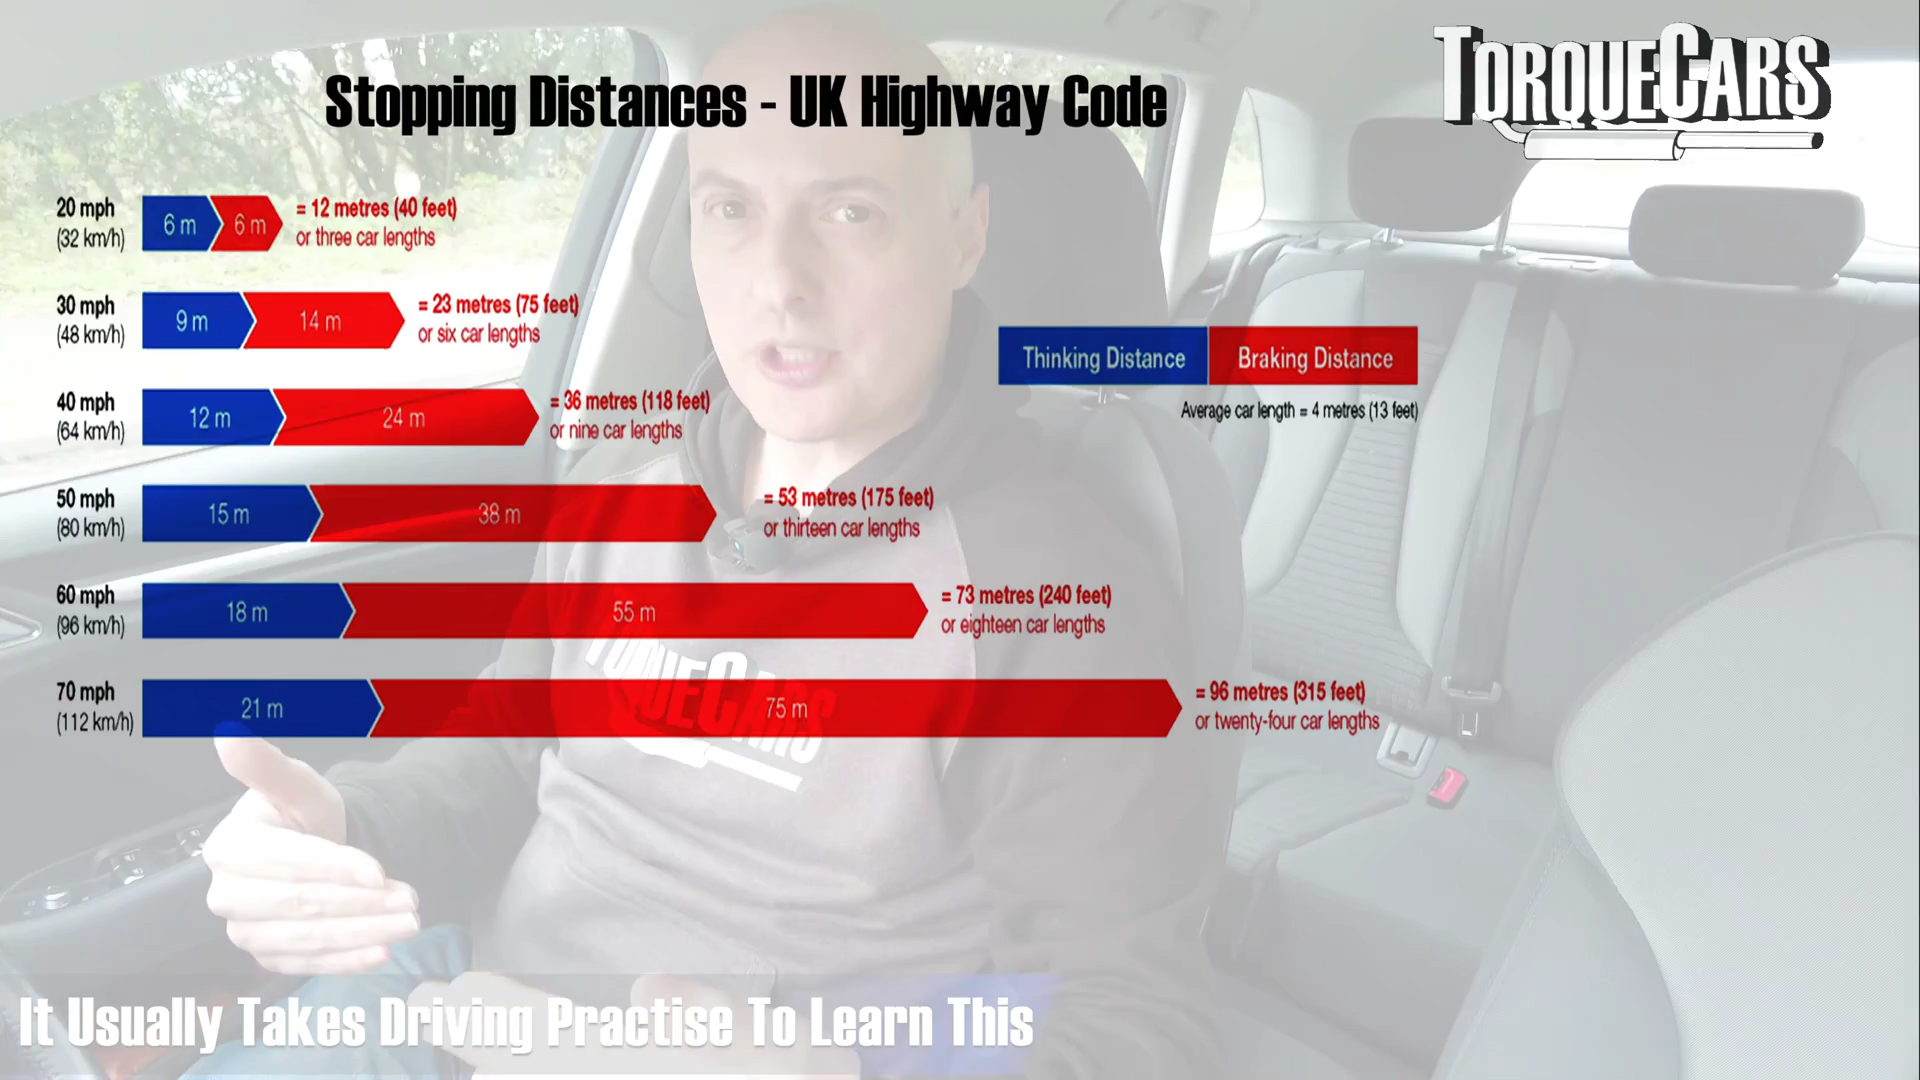 TORQUECARS
Stopping Distances - UK Highway Code
20 mph
(32 km/h)
6 m
6 m
= 12 metres (40 feet)
or three car lengths
30 mph
(48 km/h)
9 m
14 m
= 23 metres (75 feet)
or six car lengths
Thinking Distance
Braking Distance
Average car length = 4 metres (13 feet)
40 mph
(64 km/h)
12 m
24 m
= 36 metres (118 feet)
or nine car lengths
50 mph
(80 km/h)
15 m
38 m
= 53 metres (175 feet)
or thirteen car lengths
60 mph
(96 km/h)
18 m
55 m
= 73 metres (240 feet)
or eighteen car lengths
TORQUECARS
70 mph
(112 km/h)
21 m
75 m
= 96 metres (315 feet)
or twenty-four car lengths
It Usually Takes Driving Practise To Learn This